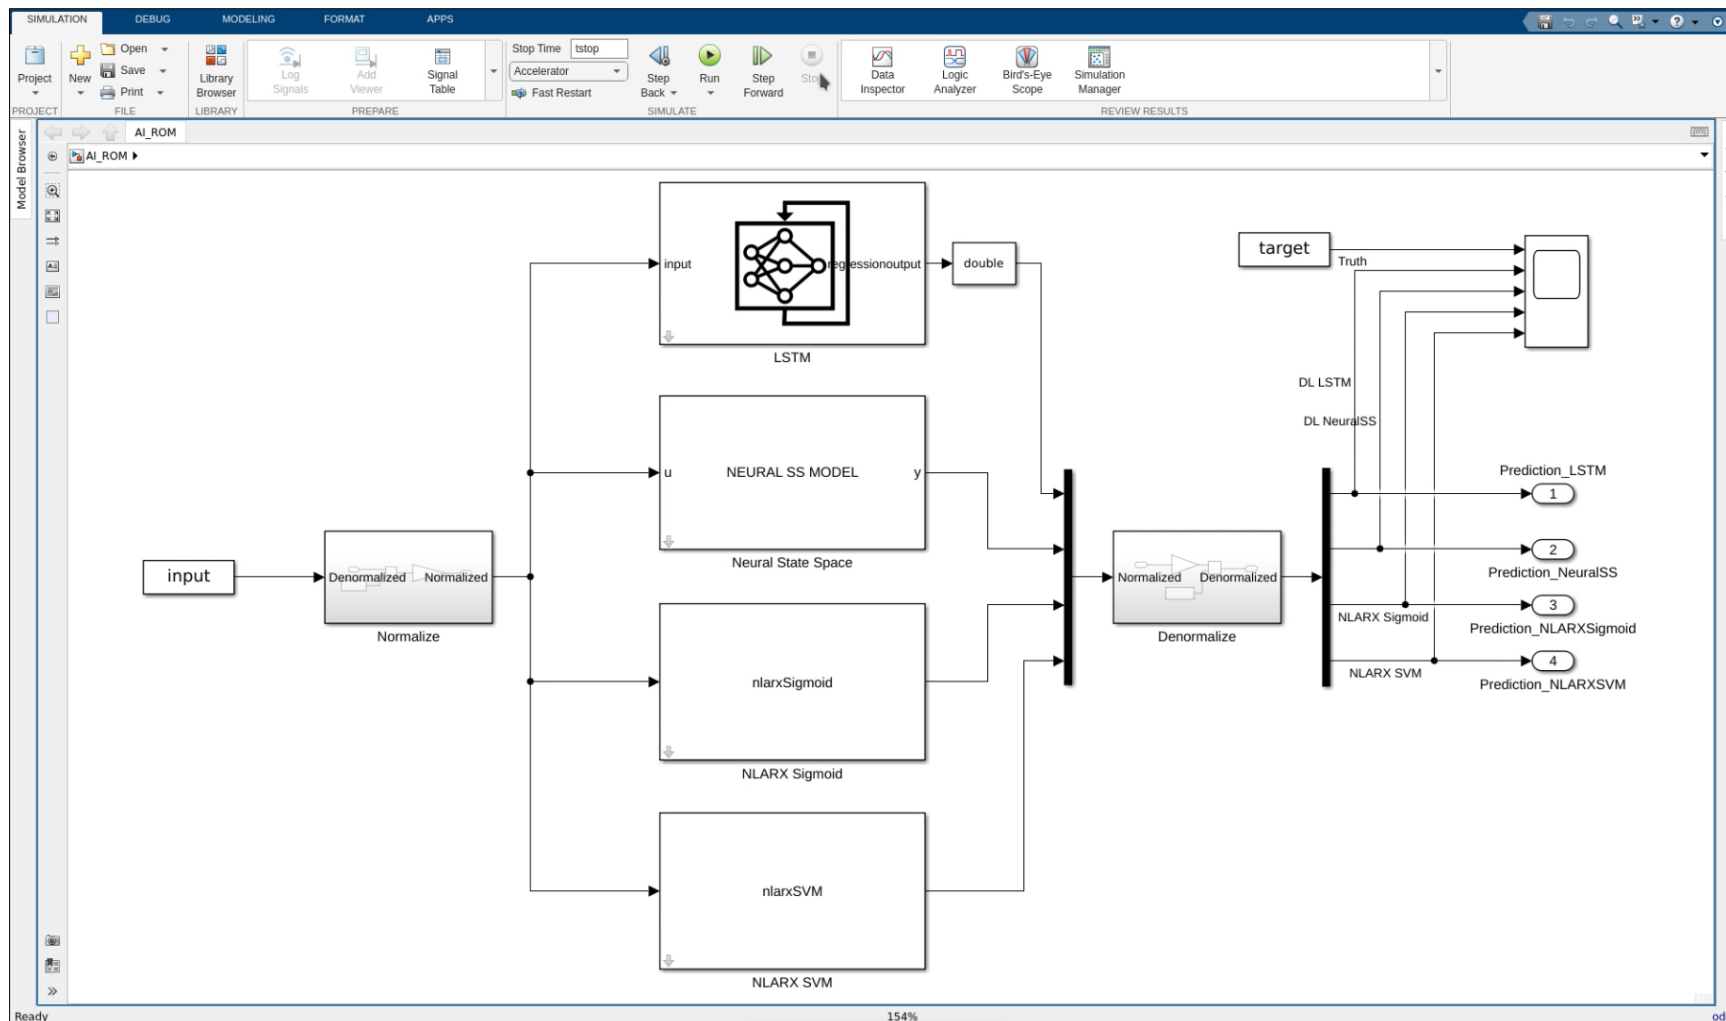 SIMULATION DEBUG MODELING FORMAT APPS
Project
New
Open
Save
Print
Library
Browser
Log
Signals
Add
Viewer
Signal
Table
Stop Time tstop
Accelerator
Fast Restart
Step
Back
Run
Step
Forward
Data
Inspector
Logic
Analyzer
Bird's-Eye
Scope
Simulation
Manager
PROJECT FILE LIBRARY PREPARE SIMULATE REVIEW RESULTS
Model Browser
AI_ROM
AI_ROM
input
regressionoutput
LSTM
double
target
Truth
DL LSTM
DL NeuralSS
u
NEURAL SS MODEL
y
Neural State Space
input
Denormalized Normalized
Normalize
nlarxSigmoid
NLARX Sigmoid
nlarxSVM
NLARX SVM
Normalized Denormalized
Denormalize
Prediction_LSTM
1
2
Prediction_NeuralSS
NLARX Sigmoid
3
Prediction_NLARXSigmoid
NLARX SVM
4
Prediction_NLARXSVM
Ready
154%